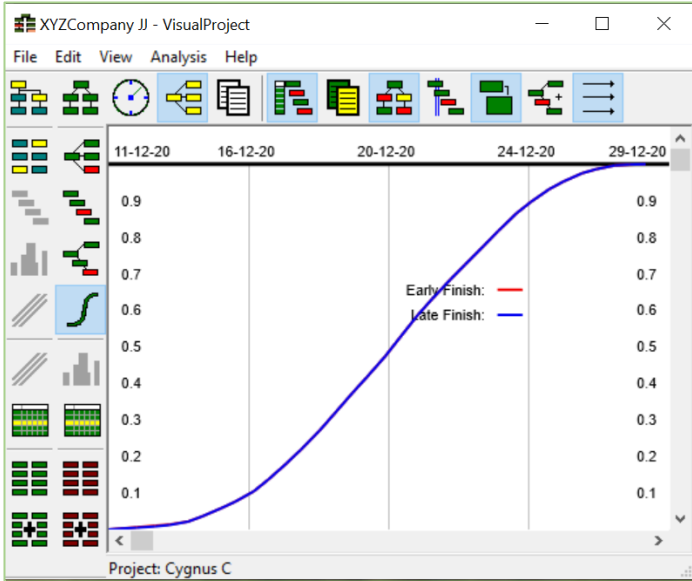 XYZCompany JJ - VisualProject
File Edit View Analysis Help
11-12-20 16-12-20 20-12-20 24-12-20 29-12-20
0.9 0.9
0.8 0.8
0.7 0.7
Early Finish:
0.6 0.6
Late Finish:
0.5 0.5
0.4 0.4
0.3 0.3
0.2 0.2
0.1 0.1
Project: Cygnus C